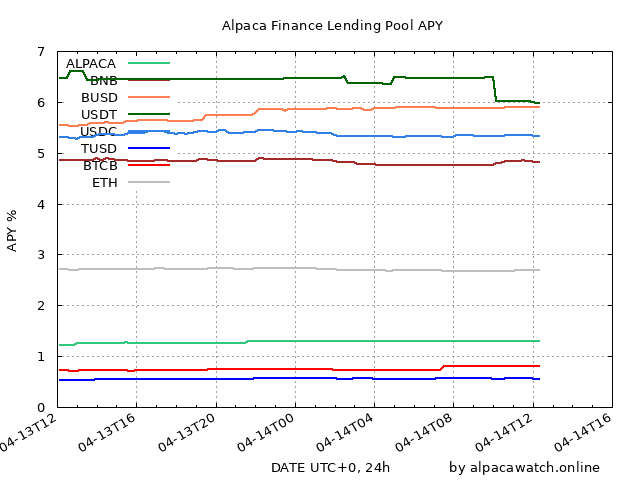 Alpaca Finance Lending Pool APY
7
6
5
4
3
2
1
0
APY %
ALPACA
BNB
BUSD
USDT
USDC
TUSD
BTCB
ETH
04-13T12
04-13T16
04-13T20
04-14T00
04-14T04
04-14T08
04-14T12
04-14T16
DATE UTC+0, 24h
by alpacawatch.online